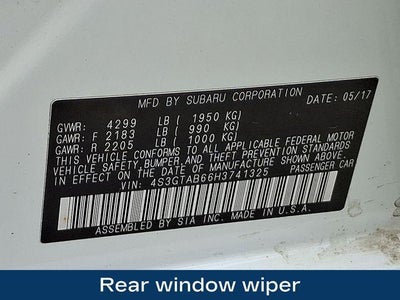 MFD BY SUBARU CORPORATION DATE: 05/17
GVWR: 4299 LB ( 1950 KG)
GAWR: F 2183 LB ( 990 KG)
GAWR: R 2205 LB ( 1000 KG)
THIS VEHICLE CONFORMS TO ALL APPLICABLE FEDERAL MOTOR
VEHICLE SAFETY, BUMPER, AND THEFT PREVENTION STANDARDS
IN EFFECT ON THE DATE OF MANUFACTURE SHOWN ABOVE.
VIN: 4S3GTAB66H3741325 PASSENGER CAR
ASSEMBLED BY SIA INC. MADE IN U.S.A.
Rear window wiper